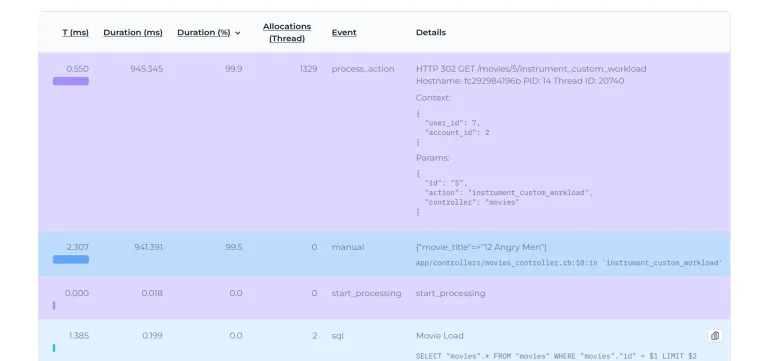 T (ms) Duration (ms) Duration (%) Allocations (Thread) Event Details
0.550 945.345 99.9 1329 process_action HTTP 302 GET /movies/5/instrument_custom_workload
Hostname: fc292984196b PID: 14 Thread ID: 20740
Context:
{
"user_id": 7,
"account_id": 2
}
Params:
{
"id": "5",
"action": "instrument_custom_workload",
"controller": "movies"
}
2.307 941.391 99.5 0 manual {"movie_title"=>"12 Angry Men"}
app/controllers/movies_controller.rb:38:in `instrument_custom_workload'
0.000 0.018 0.0 0 start_processing start_processing
1.385 0.199 0.0 2 sql Movie Load
SELECT "movies".* FROM "movies" WHERE "movies"."id" = $1 LIMIT $2